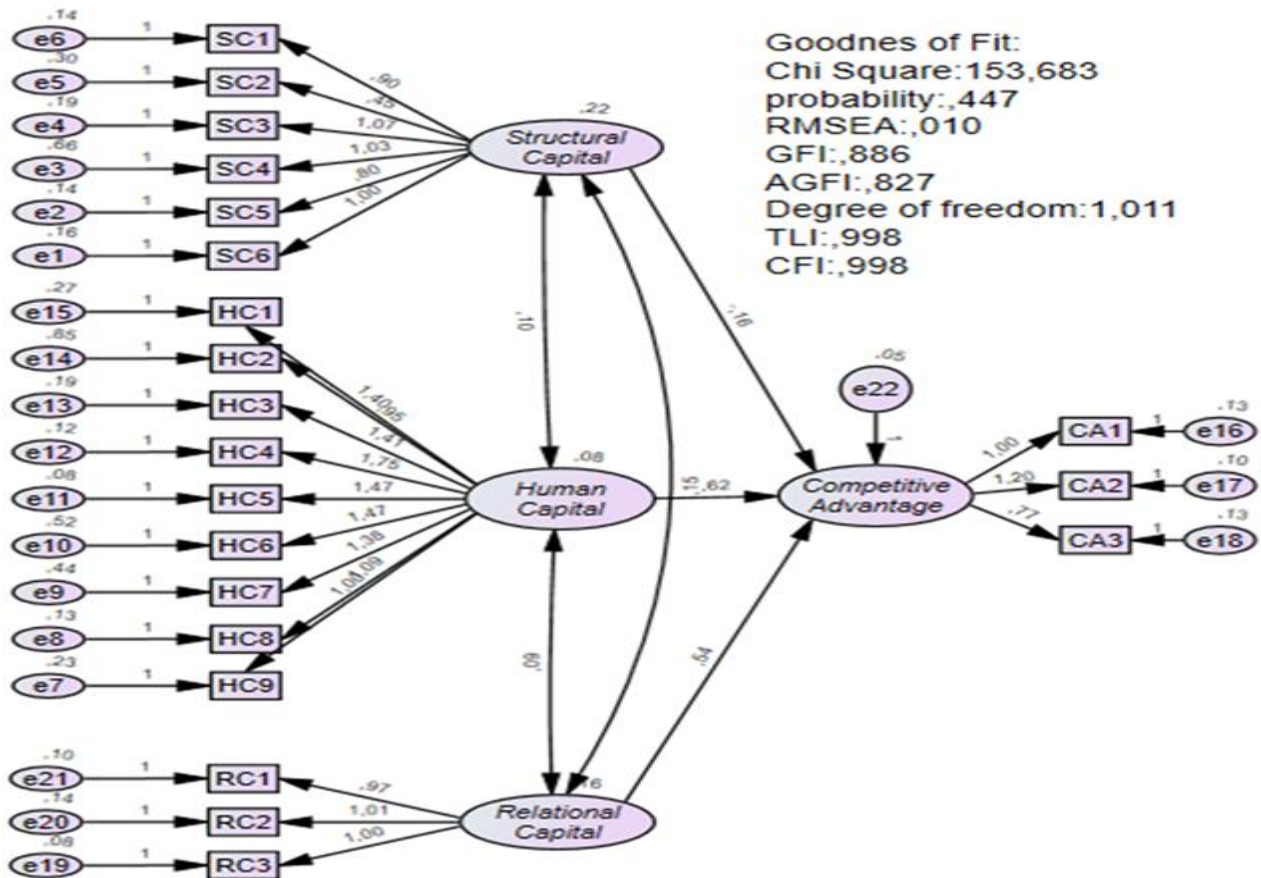 Goodnes of Fit:
Chi Square:153,683
probability:,447
RMSEA:,010
GFI:,886
AGFI:,827
Degree of freedom:1,011
TLI:,998
CFI:,998
,14
e6 1 SC1
,30
e5 1 SC2
,19
e4 1 SC3
,66
e3 1 SC4
,14
e2 1 SC5
,16
e1 1 SC6
,90
,45
1,07
1,03
,80
1,00
,22
Structural
Capital
,27
e15 1 HC1
,65
e14 1 HC2
,19
e13 1 HC3
,12
e12 1 HC4
,08
e11 1 HC5
,52
e10 1 HC6
,44
e9 1 HC7
,13
e8 1 HC8
,23
e7 1 HC9
1,40
,95
1,41
1,75
1,47
1,47
1,38
1,09
1,00
,08
Human
Capital
,10
,15
,09
,16
,62
,54
,05
e22
1
Competitive
Advantage
1,00
1,20
,77
,13
CA1 1 e16
,10
CA2 1 e17
,13
CA3 1 e18
,10
e21 1 RC1
,14
e20 1 RC2
,08
e19 1 RC3
,97
1,01
1,00
Relational
Capital